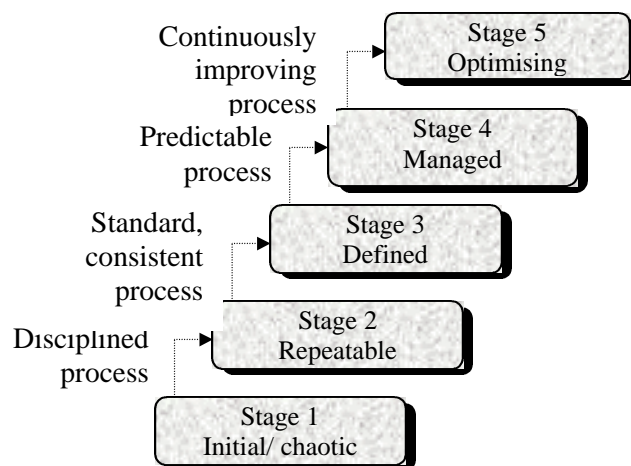 Continuously
improving
process
Stage 5
Optimising
Predictable
process
Stage 4
Managed
Standard,
consistent
process
Stage 3
Defined
Disciplined
process
Stage 2
Repeatable
Stage 1
Initial/ chaotic